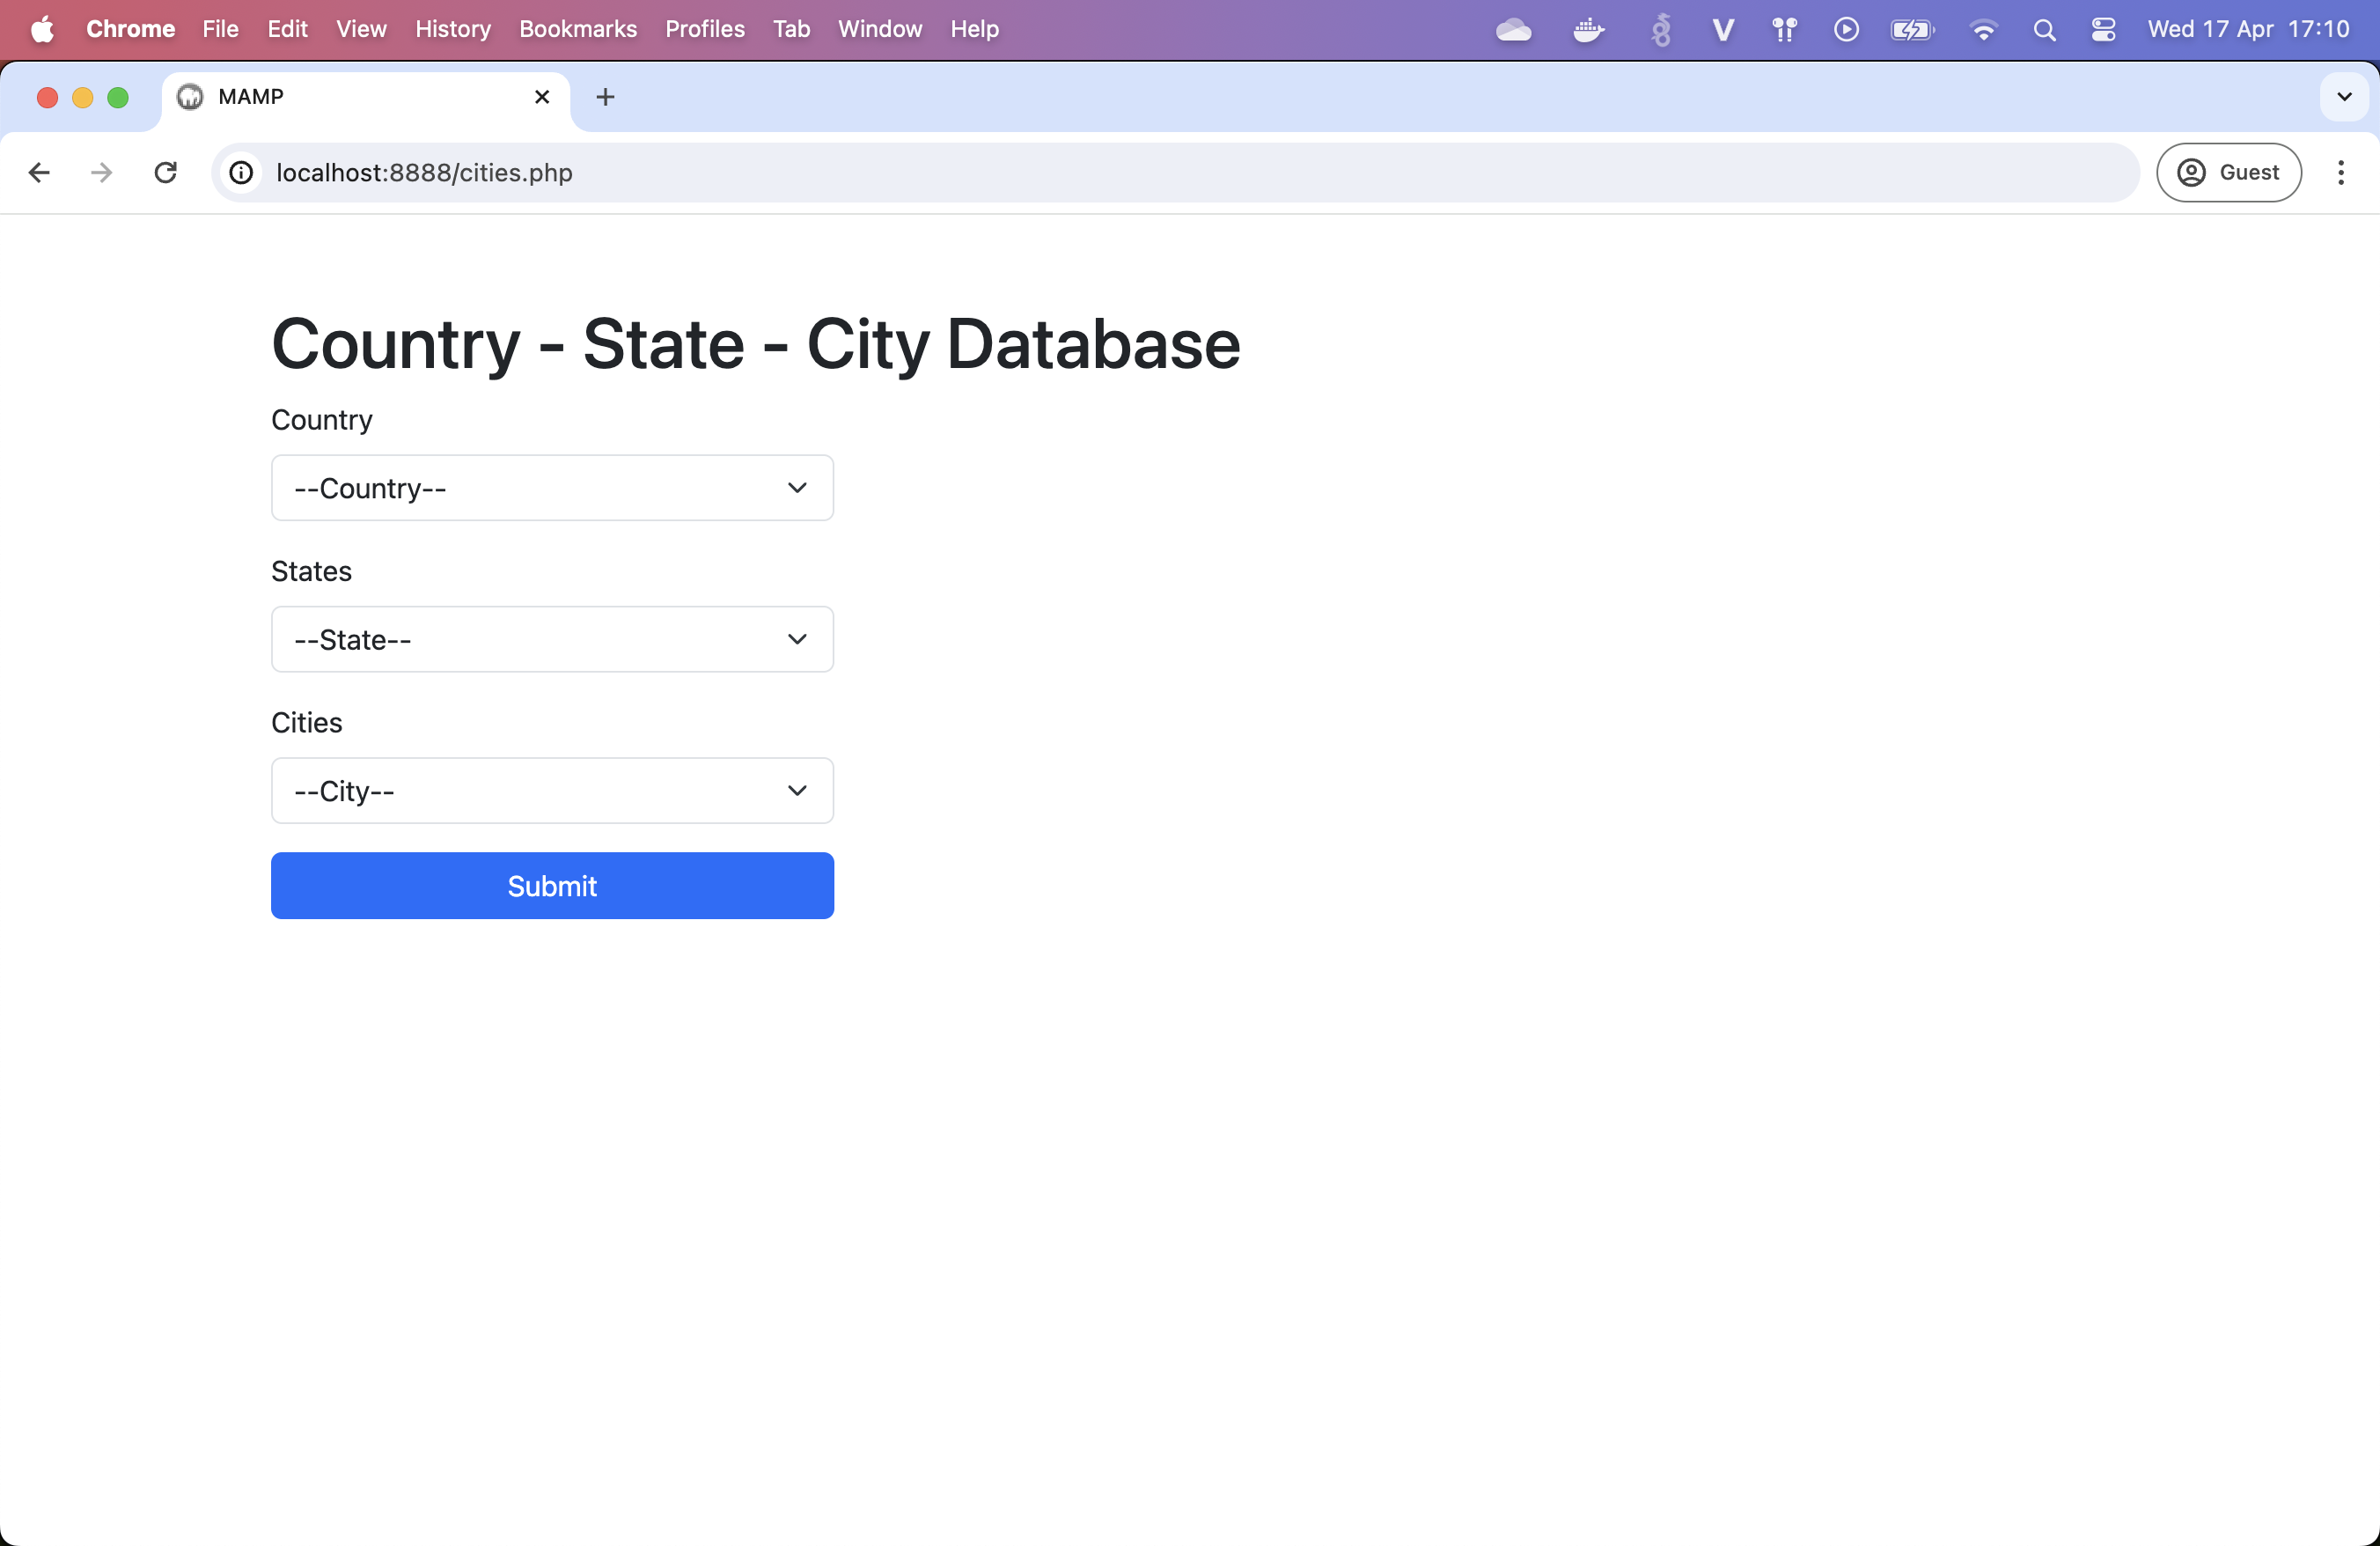 Chrome File Edit View History Bookmarks Profiles Tab Window Help Wed 17 Apr 17:10
MAMP
localhost:8888/cities.php Guest
Country - State - City Database
Country
--Country--
States
--State--
Cities
--City--
Submit